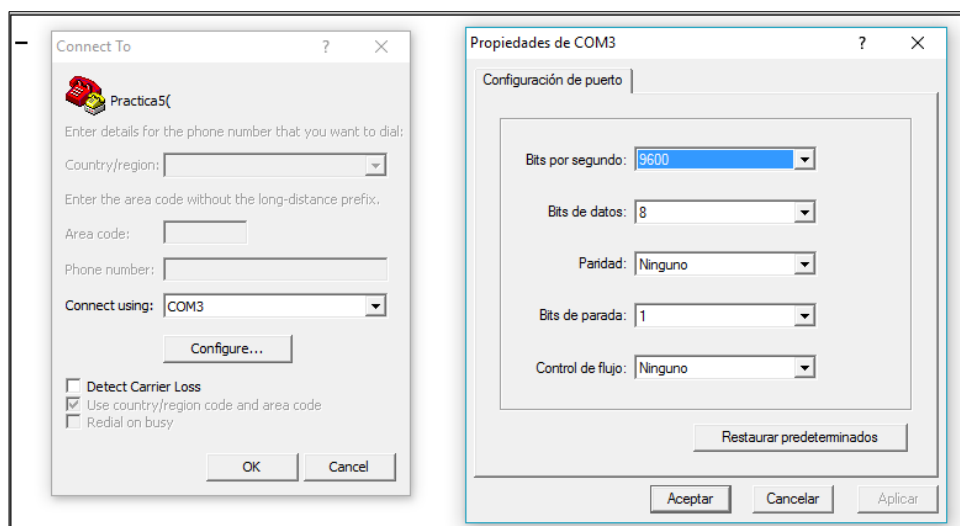 Connect To ? ×
Practica5(
Enter details for the phone number that you want to dial:
Country/region:
Enter the area code without the long-distance prefix.
Area code:
Phone number:
Connect using: COM3
Configure...
Detect Carrier Loss
Use country/region code and area code
Redial on busy
OK Cancel
Propiedades de COM3 ? ×
Configuración de puerto
Bits por segundo: 9600
Bits de datos: 8
Paridad: Ninguno
Bits de parada: 1
Control de flujo: Ninguno
Restaurar predeterminados
Aceptar Cancelar Aplicar